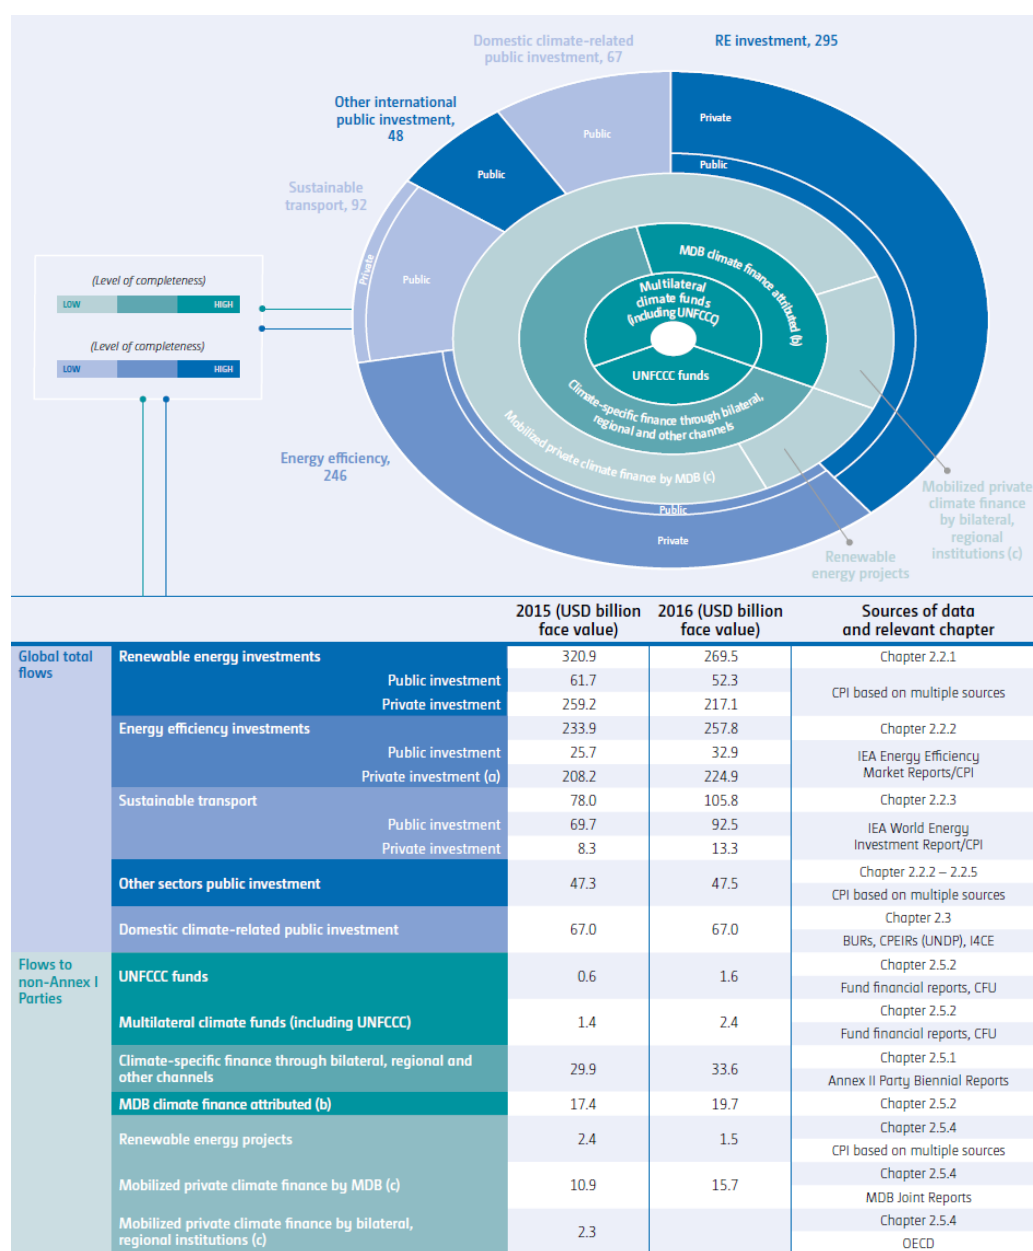 Domestic climate-related
public investment, 67
RE investment, 295
Other international
public investment,
48
Sustainable
transport, 92
Private
Public
Public
Public
Private
Public
MDB climate finance attributed (b)
Multilateral
climate funds
(including UNFCCC)
UNFCCC funds
Climate-specific finance through bilateral,
regional and other channels
Mobilized private climate finance by MDB (c)
Public
Private
(Level of completeness)
LOW
HIGH
(Level of completeness)
LOW
HIGH
Energy efficiency,
246
Mobilized private
climate finance
by bilateral,
regional
institutions (c)
Renewable
energy projects
2015 (USD billion face value) 2016 (USD billion face value) Sources of data and relevant chapter
Global total flows
Renewable energy investments 320.9 269.5 Chapter 2.2.1
Public investment 61.7 52.3 CPI based on multiple sources
Private investment 259.2 217.1
Energy efficiency investments 233.9 257.8 Chapter 2.2.2
Public investment 25.7 32.9 IEA Energy Efficiency
Private investment (a) 208.2 224.9 Market Reports/CPI
Sustainable transport 78.0 105.8 Chapter 2.2.3
Public investment 69.7 92.5 IEA World Energy
Private investment 8.3 13.3 Investment Report/CPI
Other sectors public investment 47.3 47.5 Chapter 2.2.2 – 2.2.5
CPI based on multiple sources
Domestic climate-related public investment 67.0 67.0 Chapter 2.3
BURs, CPEIRs (UNDP), I4CE
Flows to non-Annex I Parties
UNFCCC funds 0.6 1.6 Chapter 2.5.2
Fund financial reports, CFU
Multilateral climate funds (including UNFCCC) 1.4 2.4 Chapter 2.5.2
Fund financial reports, CFU
Climate-specific finance through bilateral, regional and
other channels 29.9 33.6 Chapter 2.5.1
Annex II Party Biennial Reports
MDB climate finance attributed (b) 17.4 19.7 Chapter 2.5.2
Renewable energy projects 2.4 1.5 Chapter 2.5.4
CPI based on multiple sources
Mobilized private climate finance by MDB (c) 10.9 15.7 Chapter 2.5.4
MDB Joint Reports
Mobilized private climate finance by bilateral,
regional institutions (c) 2.3 Chapter 2.5.4
OECD